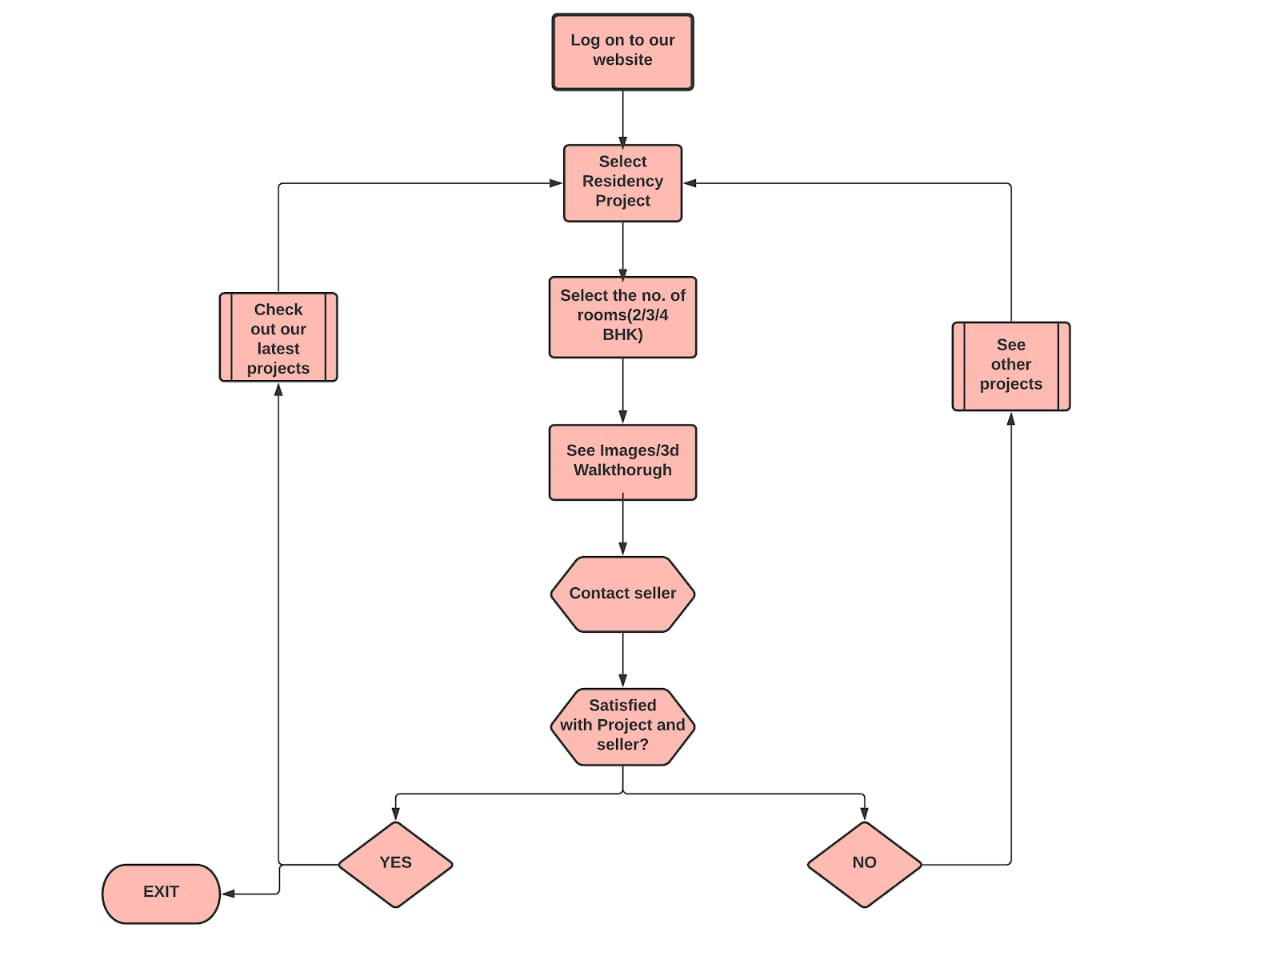 Log on to our
website
Select
Residency
Project
Select the no. of
rooms(2/3/4
BHK)
Check
out our
latest
projects
See
other
projects
See Images/3d
Walkthorugh
Contact seller
Satisfied
with Project and
seller?
YES
NO
EXIT